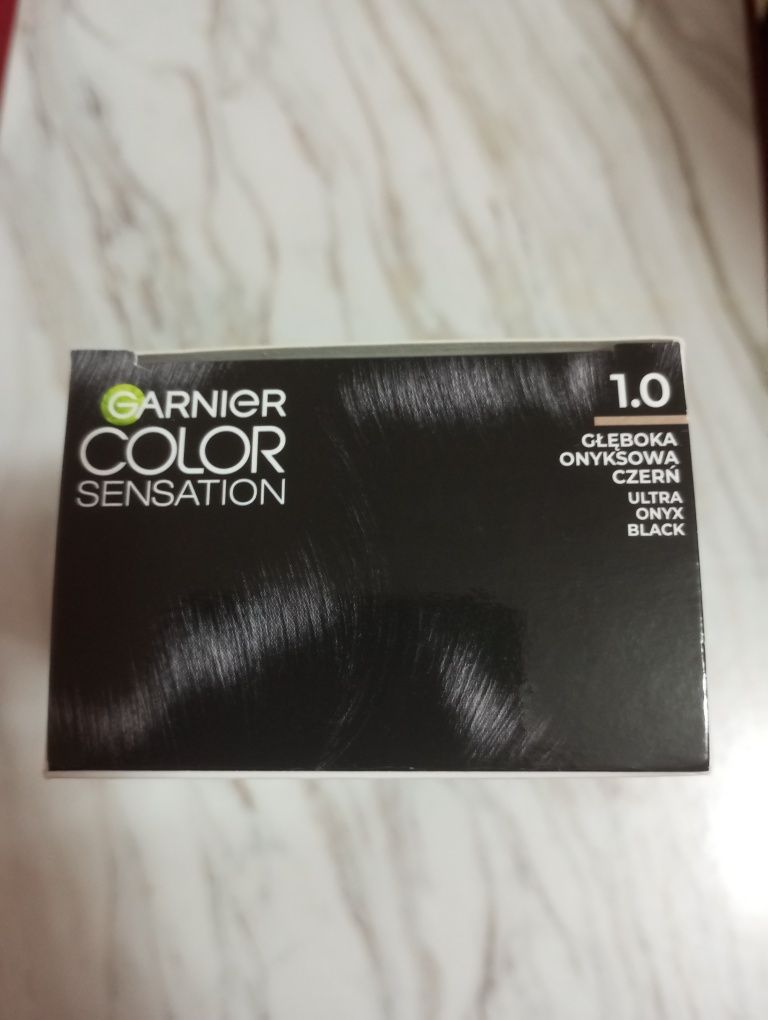 GARNIER
COLOR
SENSATION
1.0
GŁĘBOKA
ONYKSOWA
CZERŃ
ULTRA
ONYX
BLACK